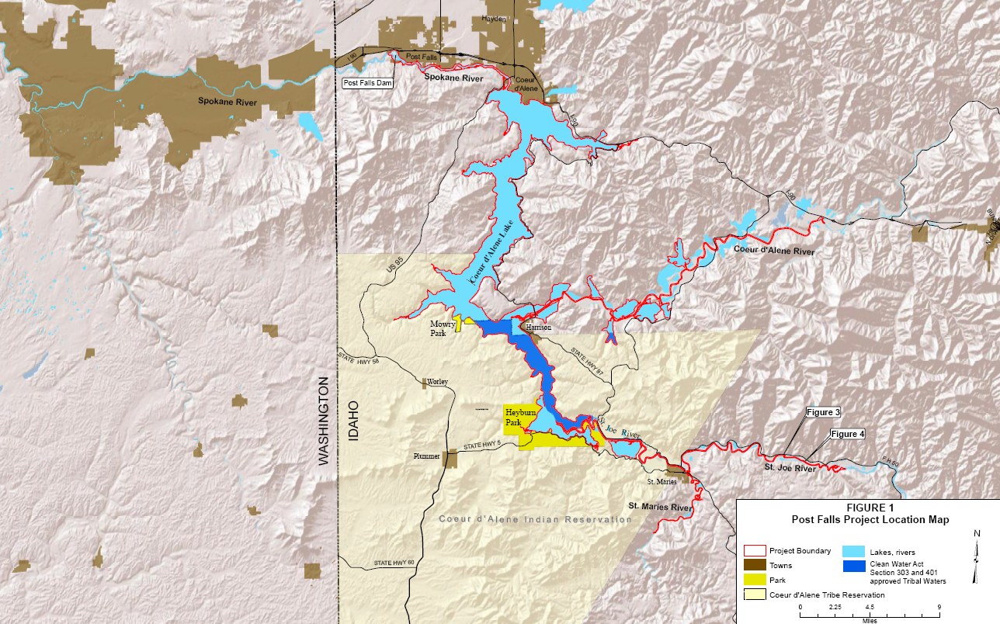 Hayden
I-90
Post Falls
Post Falls Dam
Spokane River
Coeur
d'Alene
Spokane River
I-90
I-90
Coeur d'Alene Lake
US 95
Coeur d'Alene River
Mowry
Park
Harrison
STATE HWY 58
STATE HWY 97
Worley
WASHINGTON
IDAHO
Heyburn
Park
St. Joe River
Figure 3
Figure 4
STATE HWY 5
Plummer
St. Joe River
F H 50
St. Maries
St. Maries River
Coeur d'Alene Indian Reservation
STATE HWY 60
FIGURE 1
Post Falls Project Location Map
N
Project Boundary
Lakes, rivers
Towns
Clean Water Act
Section 303 and 401
approved Tribal Waters
Park
Coeur d'Alene Tribe Reservation
0 2.25 4.5 9
Miles